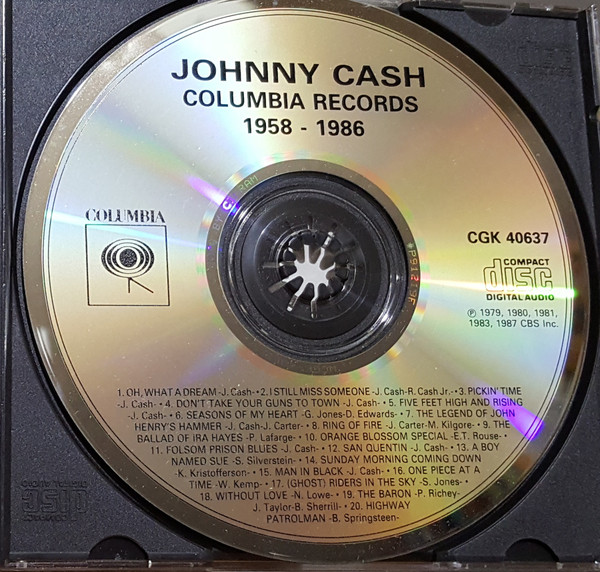 JOHNNY CASH
COLUMBIA RECORDS
1958 - 1986
COLUMBIA
CGK 40637
COMPACT
disc
DIGITAL AUDIO
℗ 1979, 1980, 1981,
1983, 1987 CBS Inc.
1. OH, WHAT A DREAM -J. Cash- • 2. I STILL MISS SOMEONE -J. Cash-R. Cash Jr.- • 3. PICKIN' TIME
-J. Cash- • 4. DON'T TAKE YOUR GUNS TO TOWN -J. Cash- • 5. FIVE FEET HIGH AND RISING
-J. Cash- • 6. SEASONS OF MY HEART -G. Jones-D. Edwards- • 7. THE LEGEND OF JOHN
HENRY'S HAMMER -J. Cash-J. Carter- • 8. RING OF FIRE -J. Carter-M. Kilgore- • 9. THE
BALLAD OF IRA HAYES -P. Lafarge- • 10. ORANGE BLOSSOM SPECIAL -E.T. Rouse- •
11. FOLSOM PRISON BLUES -J. Cash- • 12. SAN QUENTIN -J. Cash- • 13. A BOY
NAMED SUE -S. Silverstein- • 14. SUNDAY MORNING COMING DOWN
-K. Kristofferson- • 15. MAN IN BLACK -J. Cash- • 16. ONE PIECE AT A
TIME -W. Kemp- • 17. (GHOST) RIDERS IN THE SKY -S. Jones- •
18. WITHOUT LOVE -N. Lowe- • 19. THE BARON -P. Richey-
J. Taylor-B. Sherrill- • 20. HIGHWAY
PATROLMAN -B. Springsteen-
disc